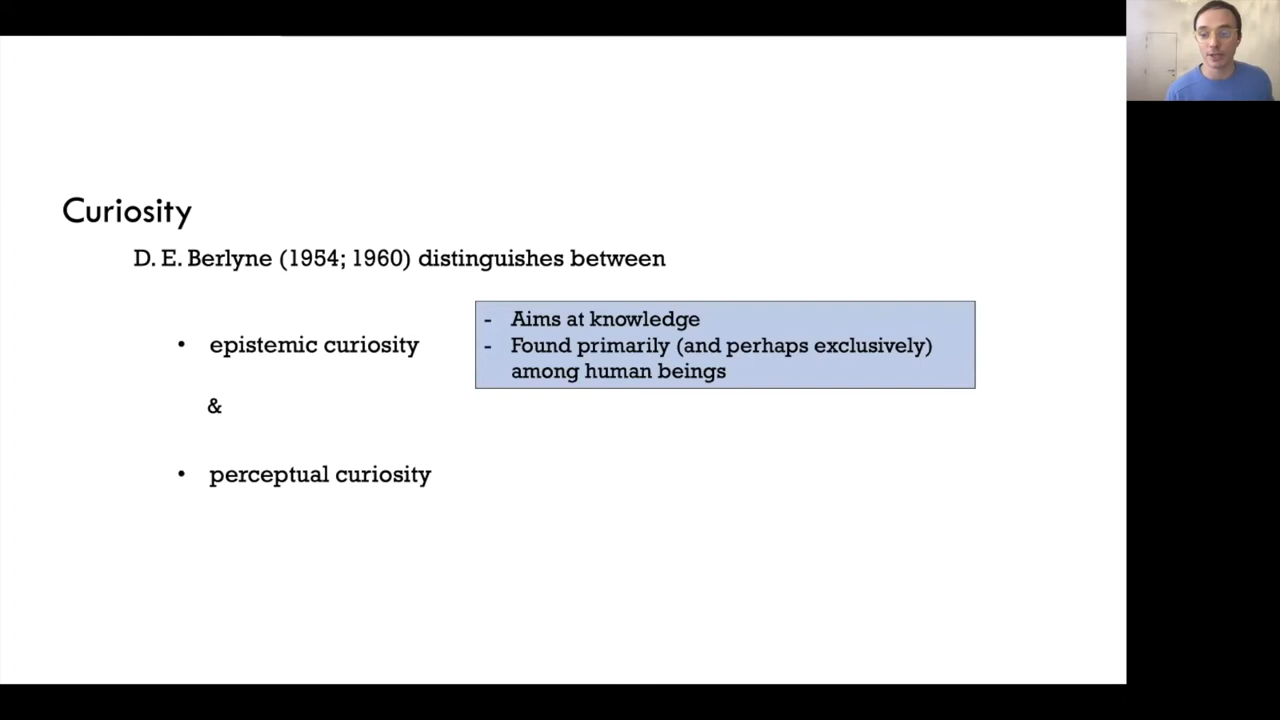 Curiosity
D. E. Berlyne (1954; 1960) distinguishes between
- Aims at knowledge
• epistemic curiosity - Found primarily (and perhaps exclusively)
among human beings
&
• perceptual curiosity